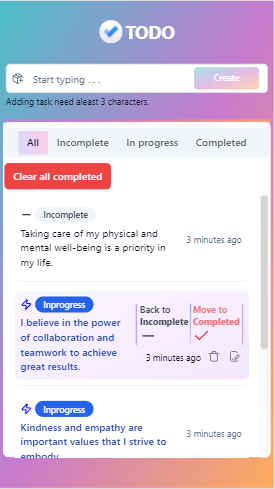 TODO
Start typing . . .
Create
Adding task need aleast 3 characters.
All Incomplete In progress Completed
Clear all completed
Incomplete
Taking care of my physical and
mental well-being is a priority in
my life.
3 minutes ago
Inprogress
I believe in the power
of collaboration and
teamwork to achieve
great results.
Back to
Incomplete
Move to
Completed
3 minutes ago
Inprogress
Kindness and empathy are
important values that I strive to
embody
3 minutes ago